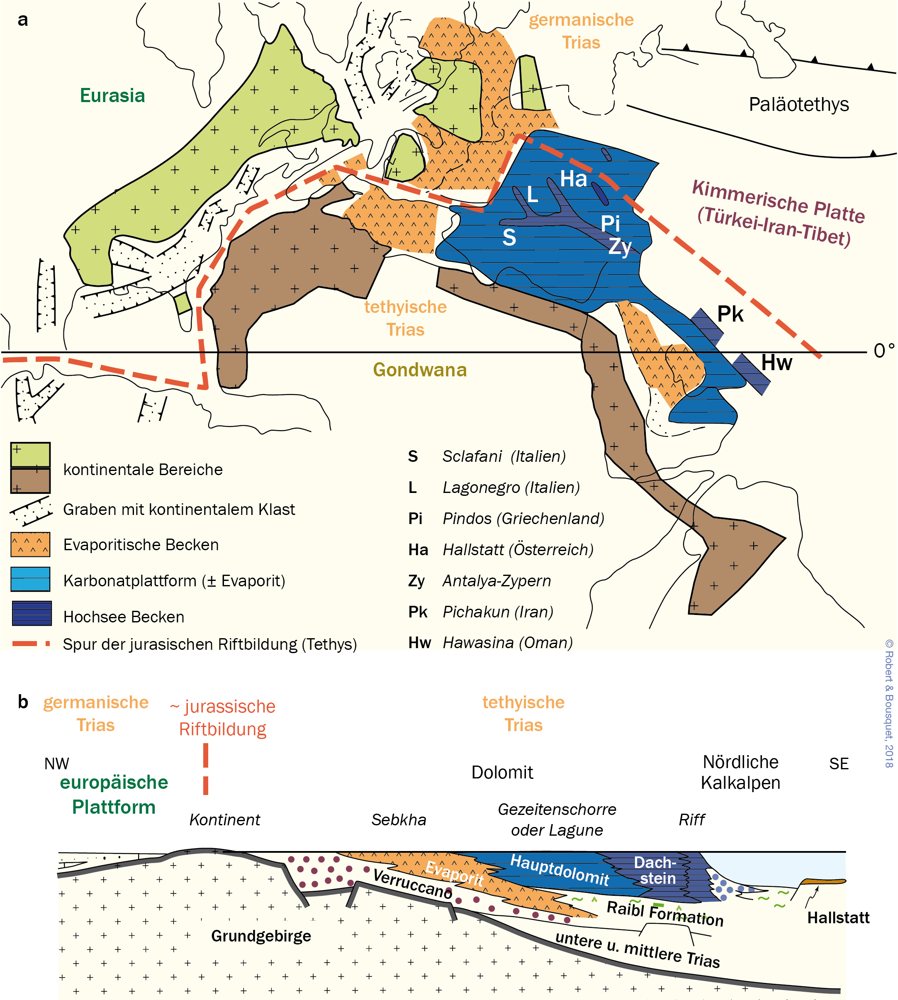 a
germanische
Trias
Eurasia
Paläotethys
Ha
L
Kimmerische Platte
(Türkei-Iran-Tibet)
Pi
S
Zy
tethyische
Trias
Pk
0°
Gondwana
Hw
kontinentale Bereiche
Graben mit kontinentalem Klast
Evaporitische Becken
Karbonatplattform (± Evaporit)
Hochsee Becken
Spur der jurasischen Riftbildung (Tethys)
S Sclafani (Italien)
L Lagonegro (Italien)
Pi Pindos (Griechenland)
Ha Hallstatt (Österreich)
Zy Antalya-Zypern
Pk Pichakun (Iran)
Hw Hawasina (Oman)
© Robert & Bousquet, 2018
b
germanische
Trias
~ jurassische
Riftbildung
tethyische
Trias
NW
europäische
Plattform
Dolomit
Nördliche
Kalkalpen
SE
Kontinent
Sebkha
Gezeitenschorre
oder Lagune
Riff
Evaporit
Hauptdolomit
Dach-
stein
Verruccano
Raibl Formation
Hallstatt
Grundgebirge
untere u. mittlere Trias